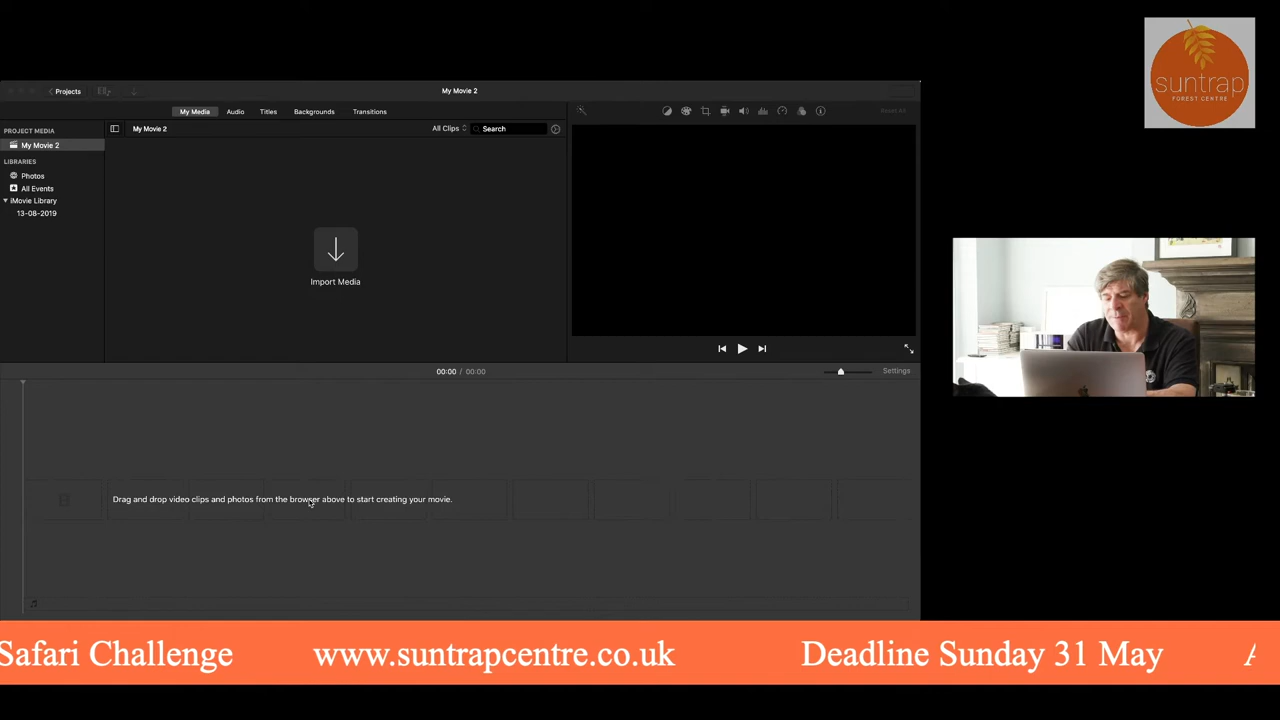 suntrap
FOREST CENTRE
Projects
My Movie 2
My Media
Audio
Titles
Backgrounds
Transitions
Reset All
PROJECT MEDIA
My Movie 2
LIBRARIES
Photos
All Events
iMovie Library
13-08-2019
My Movie 2
All Clips
Search
Import Media
00:00 / 00:00
Settings
Drag and drop video clips and photos from the browser above to start creating your movie.
Safari Challenge www.suntrapcentre.co.uk Deadline Sunday 31 May